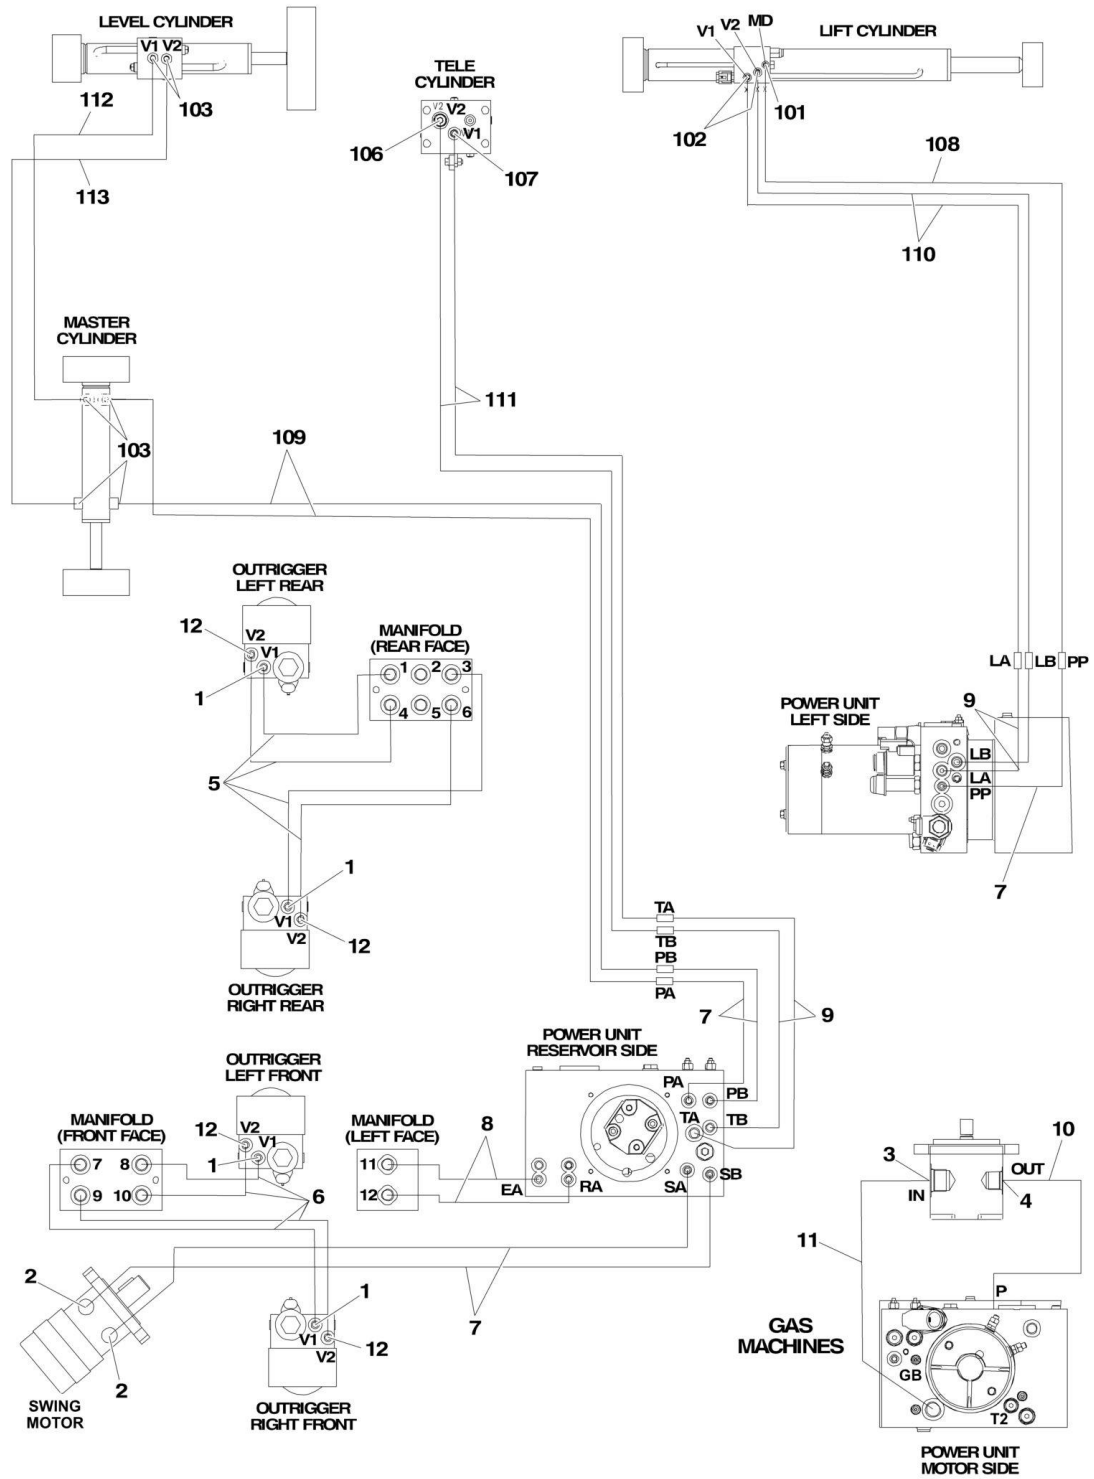 LEVEL CYLINDER
V1 V2
103
112
113
TELE
CYLINDER
V2
V2
V1
106
107
V1
V2
MD
LIFT CYLINDER
101
102
X X X
108
110
MASTER
CYLINDER
103
109
111
OUTRIGGER
LEFT REAR
12
V2
V1
1
MANIFOLD
(REAR FACE)
1 2 3
4 5 6
5
1
V1
V2
12
OUTRIGGER
RIGHT REAR
LA
LB
PP
POWER UNIT
LEFT SIDE
9
LB
LA
PP
7
TA
TB
PB
PA
7
9
POWER UNIT
RESERVOIR SIDE
PA
PB
TA
TB
EA
RA
SA
SB
OUTRIGGER
LEFT FRONT
12
V2
V1
1
MANIFOLD
(FRONT FACE)
7 8
9 10
6
MANIFOLD
(LEFT FACE)
11
12
8
2
2
SWING
MOTOR
7
1
V1
V2
12
OUTRIGGER
RIGHT FRONT
3
IN
OUT
4
10
11
P
GAS
MACHINES
GB
T2
POWER UNIT
MOTOR SIDE